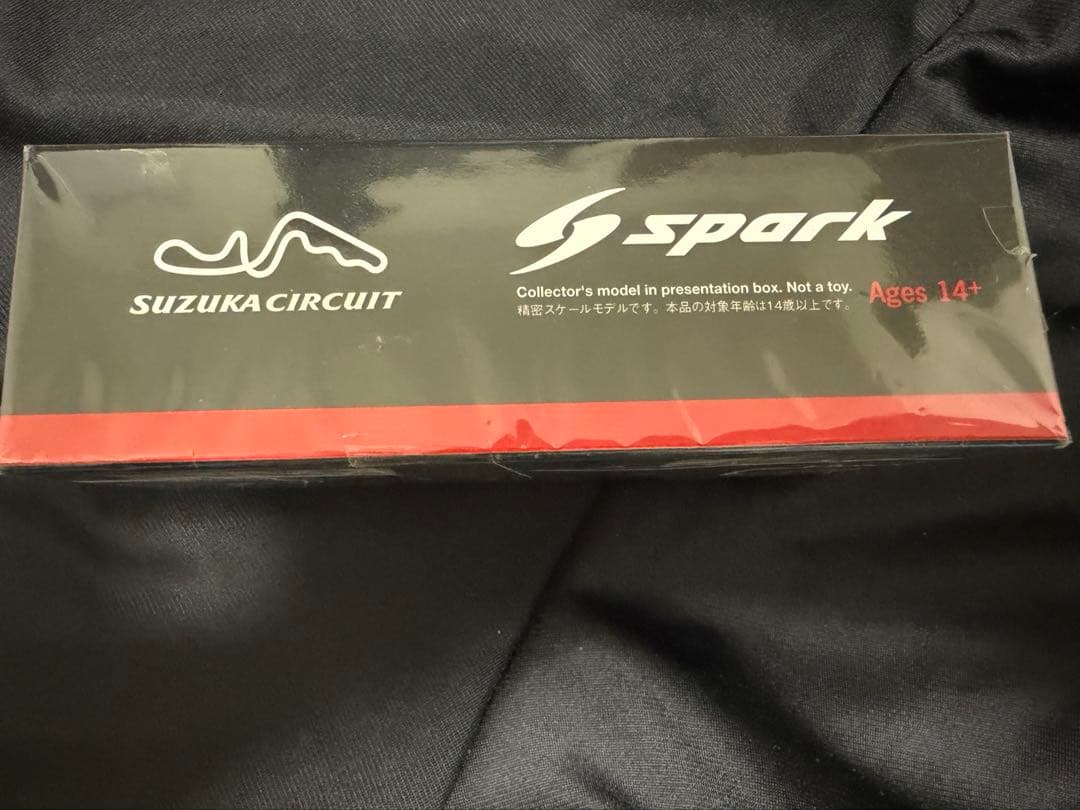 SUZUKA CIRCUIT
spark
Collector's model in presentation box. Not a toy.
精密スケールモデルです。本品の対象年齢は14歳以上です。
Ages 14+